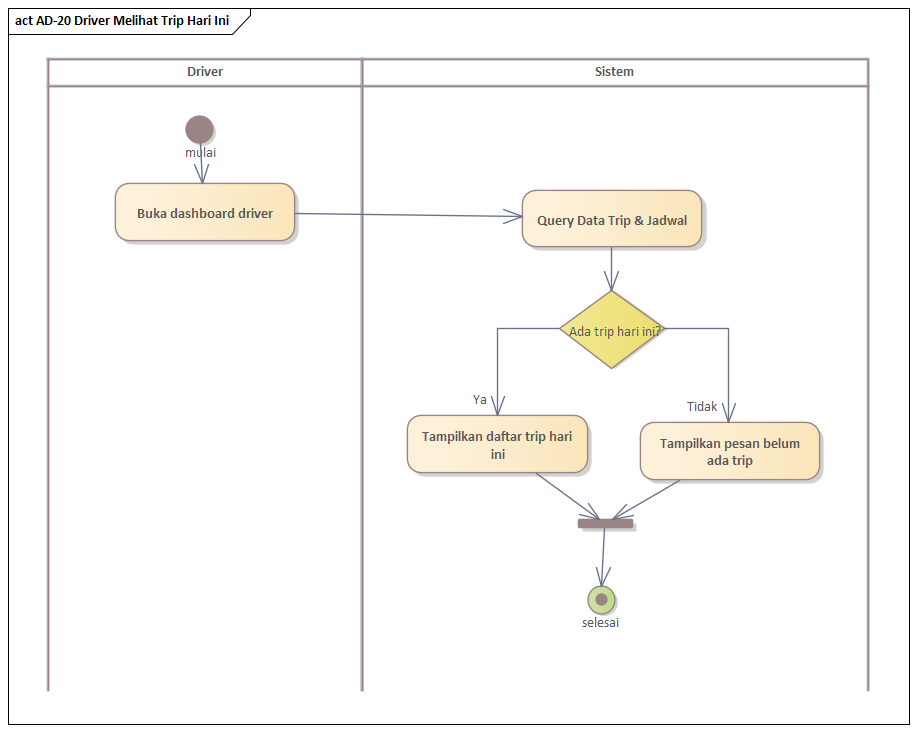 act AD-20 Driver Melihat Trip Hari Ini
Driver
Sistem
mulai
Buka dashboard driver
Query Data Trip & Jadwal
Ada trip hari ini?
Ya
Tidak
Tampilkan daftar trip hari
ini
Tampilkan pesan belum
ada trip
selesai